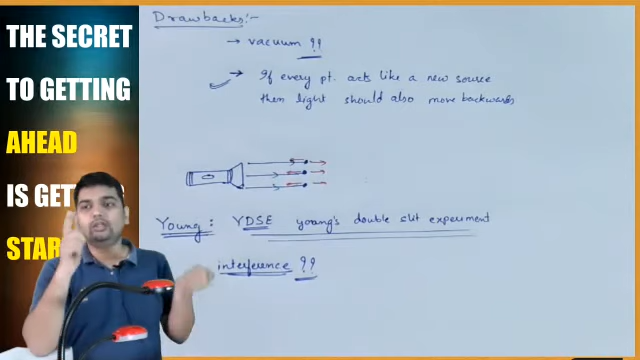 THE SECRET
TO GETTING
AHEAD
IS GET
STAR
Drawbacks:-
→ vacuum ??
→ If every pt. acts like a new source
then light should also move backwards
Young: YDSE young's double slit experiment
interference ??